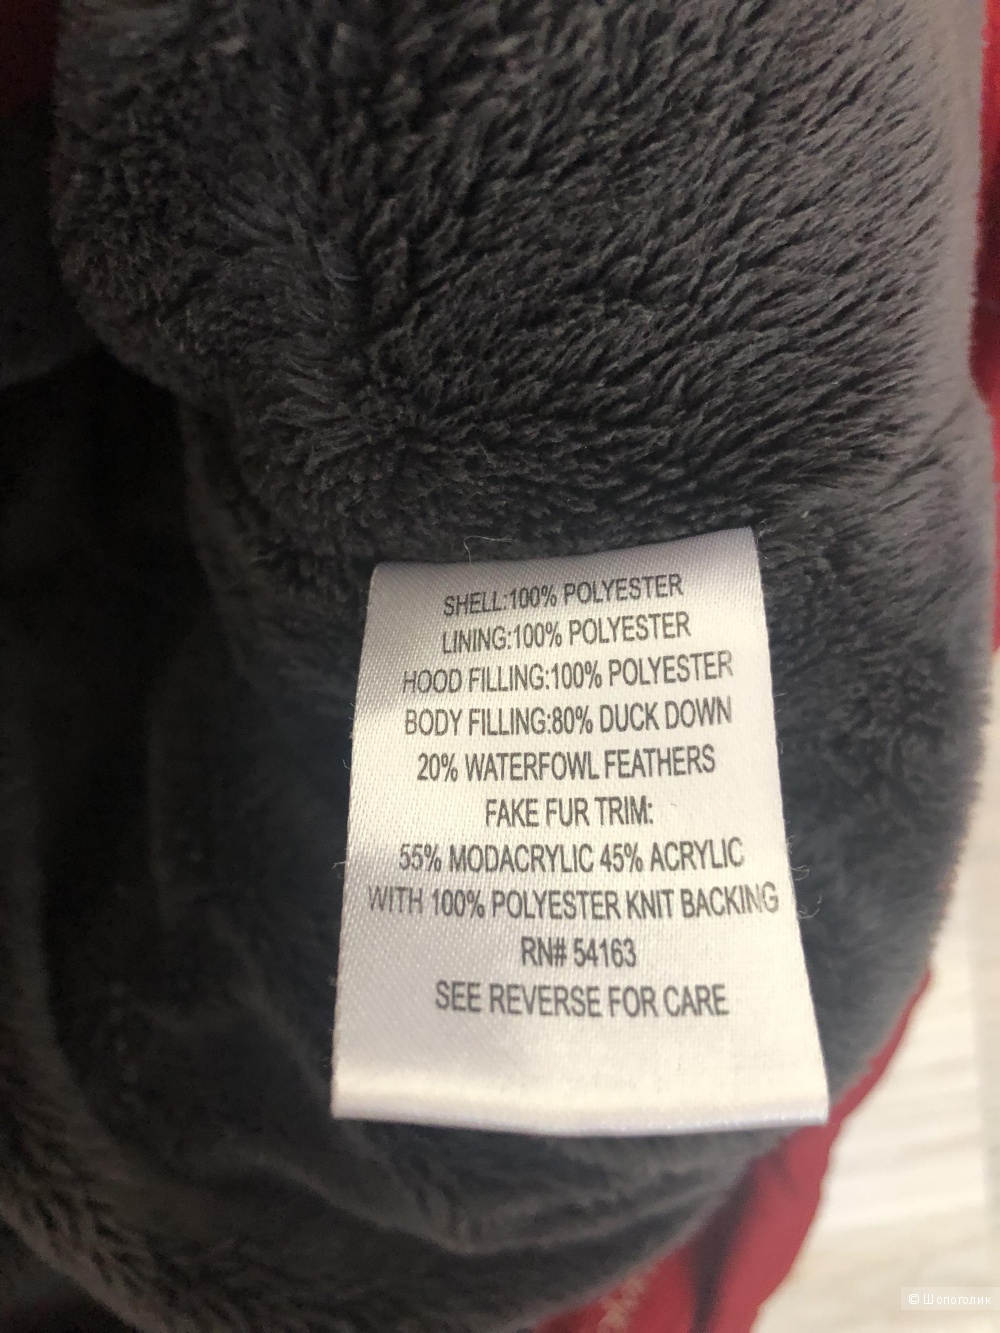 SHELL:100% POLYESTER
LINING:100% POLYESTER
HOOD FILLING:100% POLYESTER
BODY FILLING:80% DUCK DOWN
20% WATERFOWL FEATHERS
FAKE FUR TRIM:
55% MODACRYLIC 45% ACRYLIC
WITH 100% POLYESTER KNIT BACKING
RN# 54163
SEE REVERSE FOR CARE
© Шопоголик